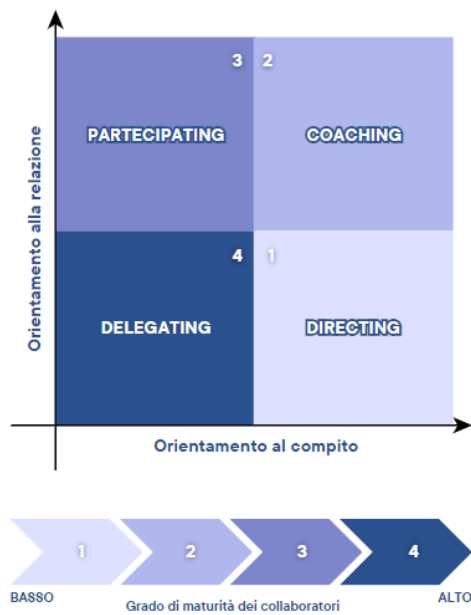 Orientamento alla relazione
3 2
PARTECIPATING COACHING
4 1
DELEGATING DIRECTING
Orientamento al compito
1 2 3 4
BASSO ALTO
Grado di maturità dei collaboratori